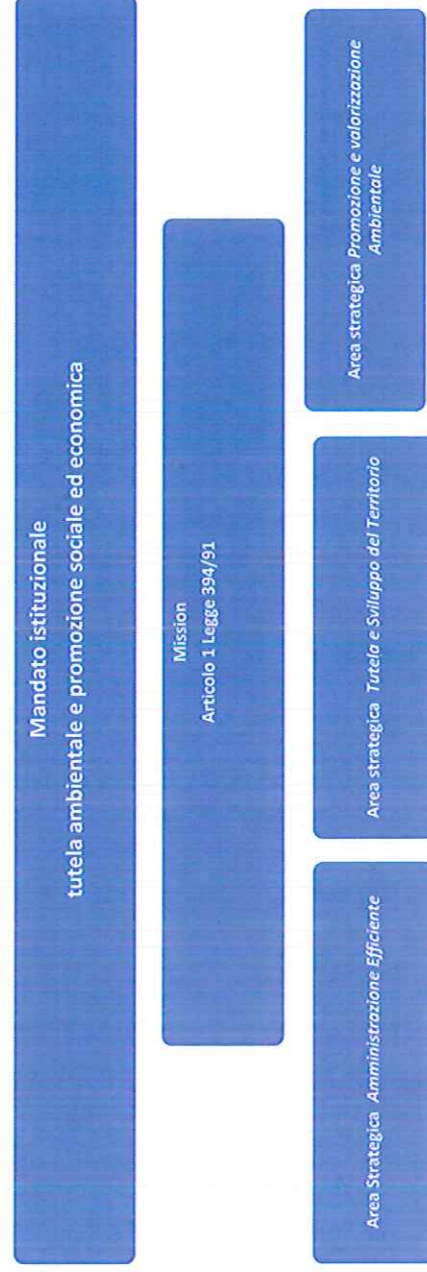 Mandato istituzionale
tutela ambientale e promozione sociale ed economica
Mission
Articolo 1 Legge 394/91
Area Strategica Amministrazione Efficiente
Area strategica Tutela e Sviluppo del Territorio
Area strategica Promozione e valorizzazione
Ambientale